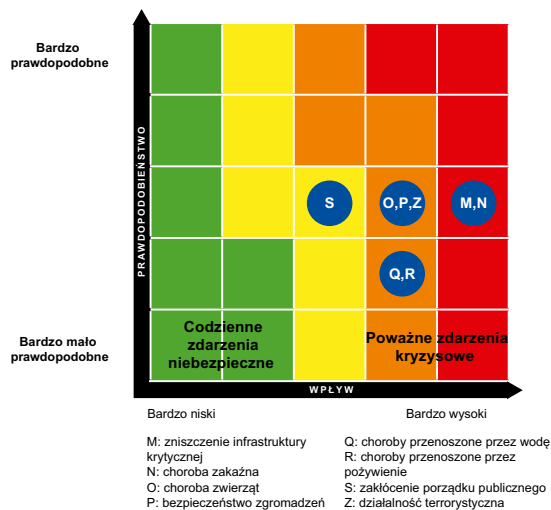 Bardzo
prawdopodobne
PRAWDOPODOBIEŃSTWO
S
O,P,Z
M,N
Q,R
Bardzo mało
prawdopodobne
Codzienne
zdarzenia
niebezpieczne
Poważne zdarzenia
kryzysowe
WPŁYW
Bardzo niski
Bardzo wysoki
M: zniszczenie infrastruktury
krytycznej
N: choroba zakaźna
O: choroba zwierząt
P: bezpieczeństwo zgromadzeń
Q: choroby przenoszone przez wodę
R: choroby przenoszone przez
pożywienie
S: zakłócenie porządku publicznego
Z: działalność terrorystyczna